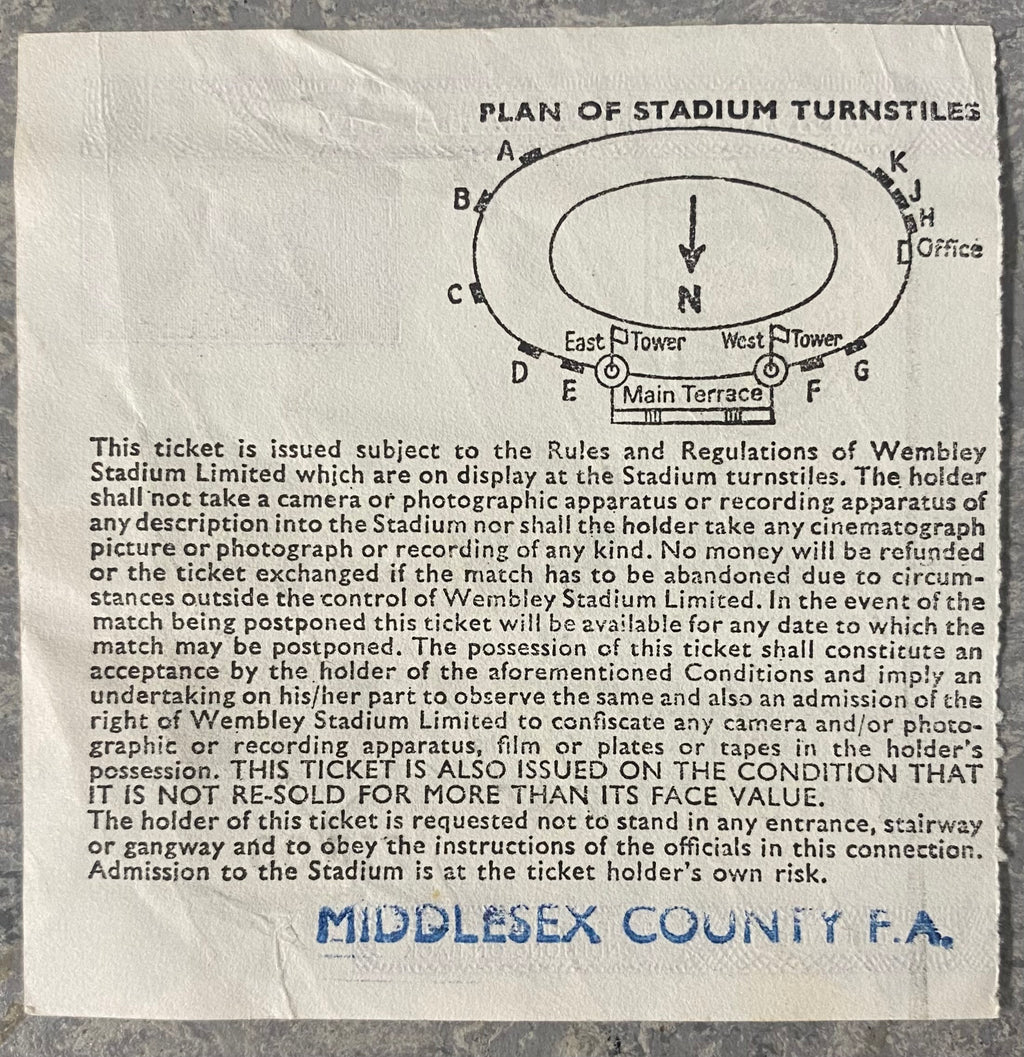 PLAN OF STADIUM TURNSTILES
A
K
B
J
H
Office
C
N
East Tower
West Tower
D
E
Main Terrace
F
G
This ticket is issued subject to the Rules and Regulations of Wembley
Stadium Limited which are on display at the Stadium turnstiles. The holder
shall not take a camera or photographic apparatus or recording apparatus of
any description into the Stadium nor shall the holder take any cinematograph
picture or photograph or recording of any kind. No money will be refunded
or the ticket exchanged if the match has to be abandoned due to circum-
stances outside the control of Wembley Stadium Limited. In the event of the
match being postponed this ticket will be available for any date to which the
match may be postponed. The possession of this ticket shall constitute an
acceptance by the holder of the aforementioned Conditions and imply an
undertaking on his/her part to observe the same and also an admission of the
right of Wembley Stadium Limited to confiscate any camera and/or photo-
graphic or recording apparatus, film or plates or tapes in the holder's
possession. THIS TICKET IS ALSO ISSUED ON THE CONDITION THAT
IT IS NOT RE-SOLD FOR MORE THAN ITS FACE VALUE.
The holder of this ticket is requested not to stand in any entrance, stairway
or gangway and to obey the instructions of the officials in this connection.
Admission to the Stadium is at the ticket holder's own risk.
MIDDLESEX COUNTY F.A.